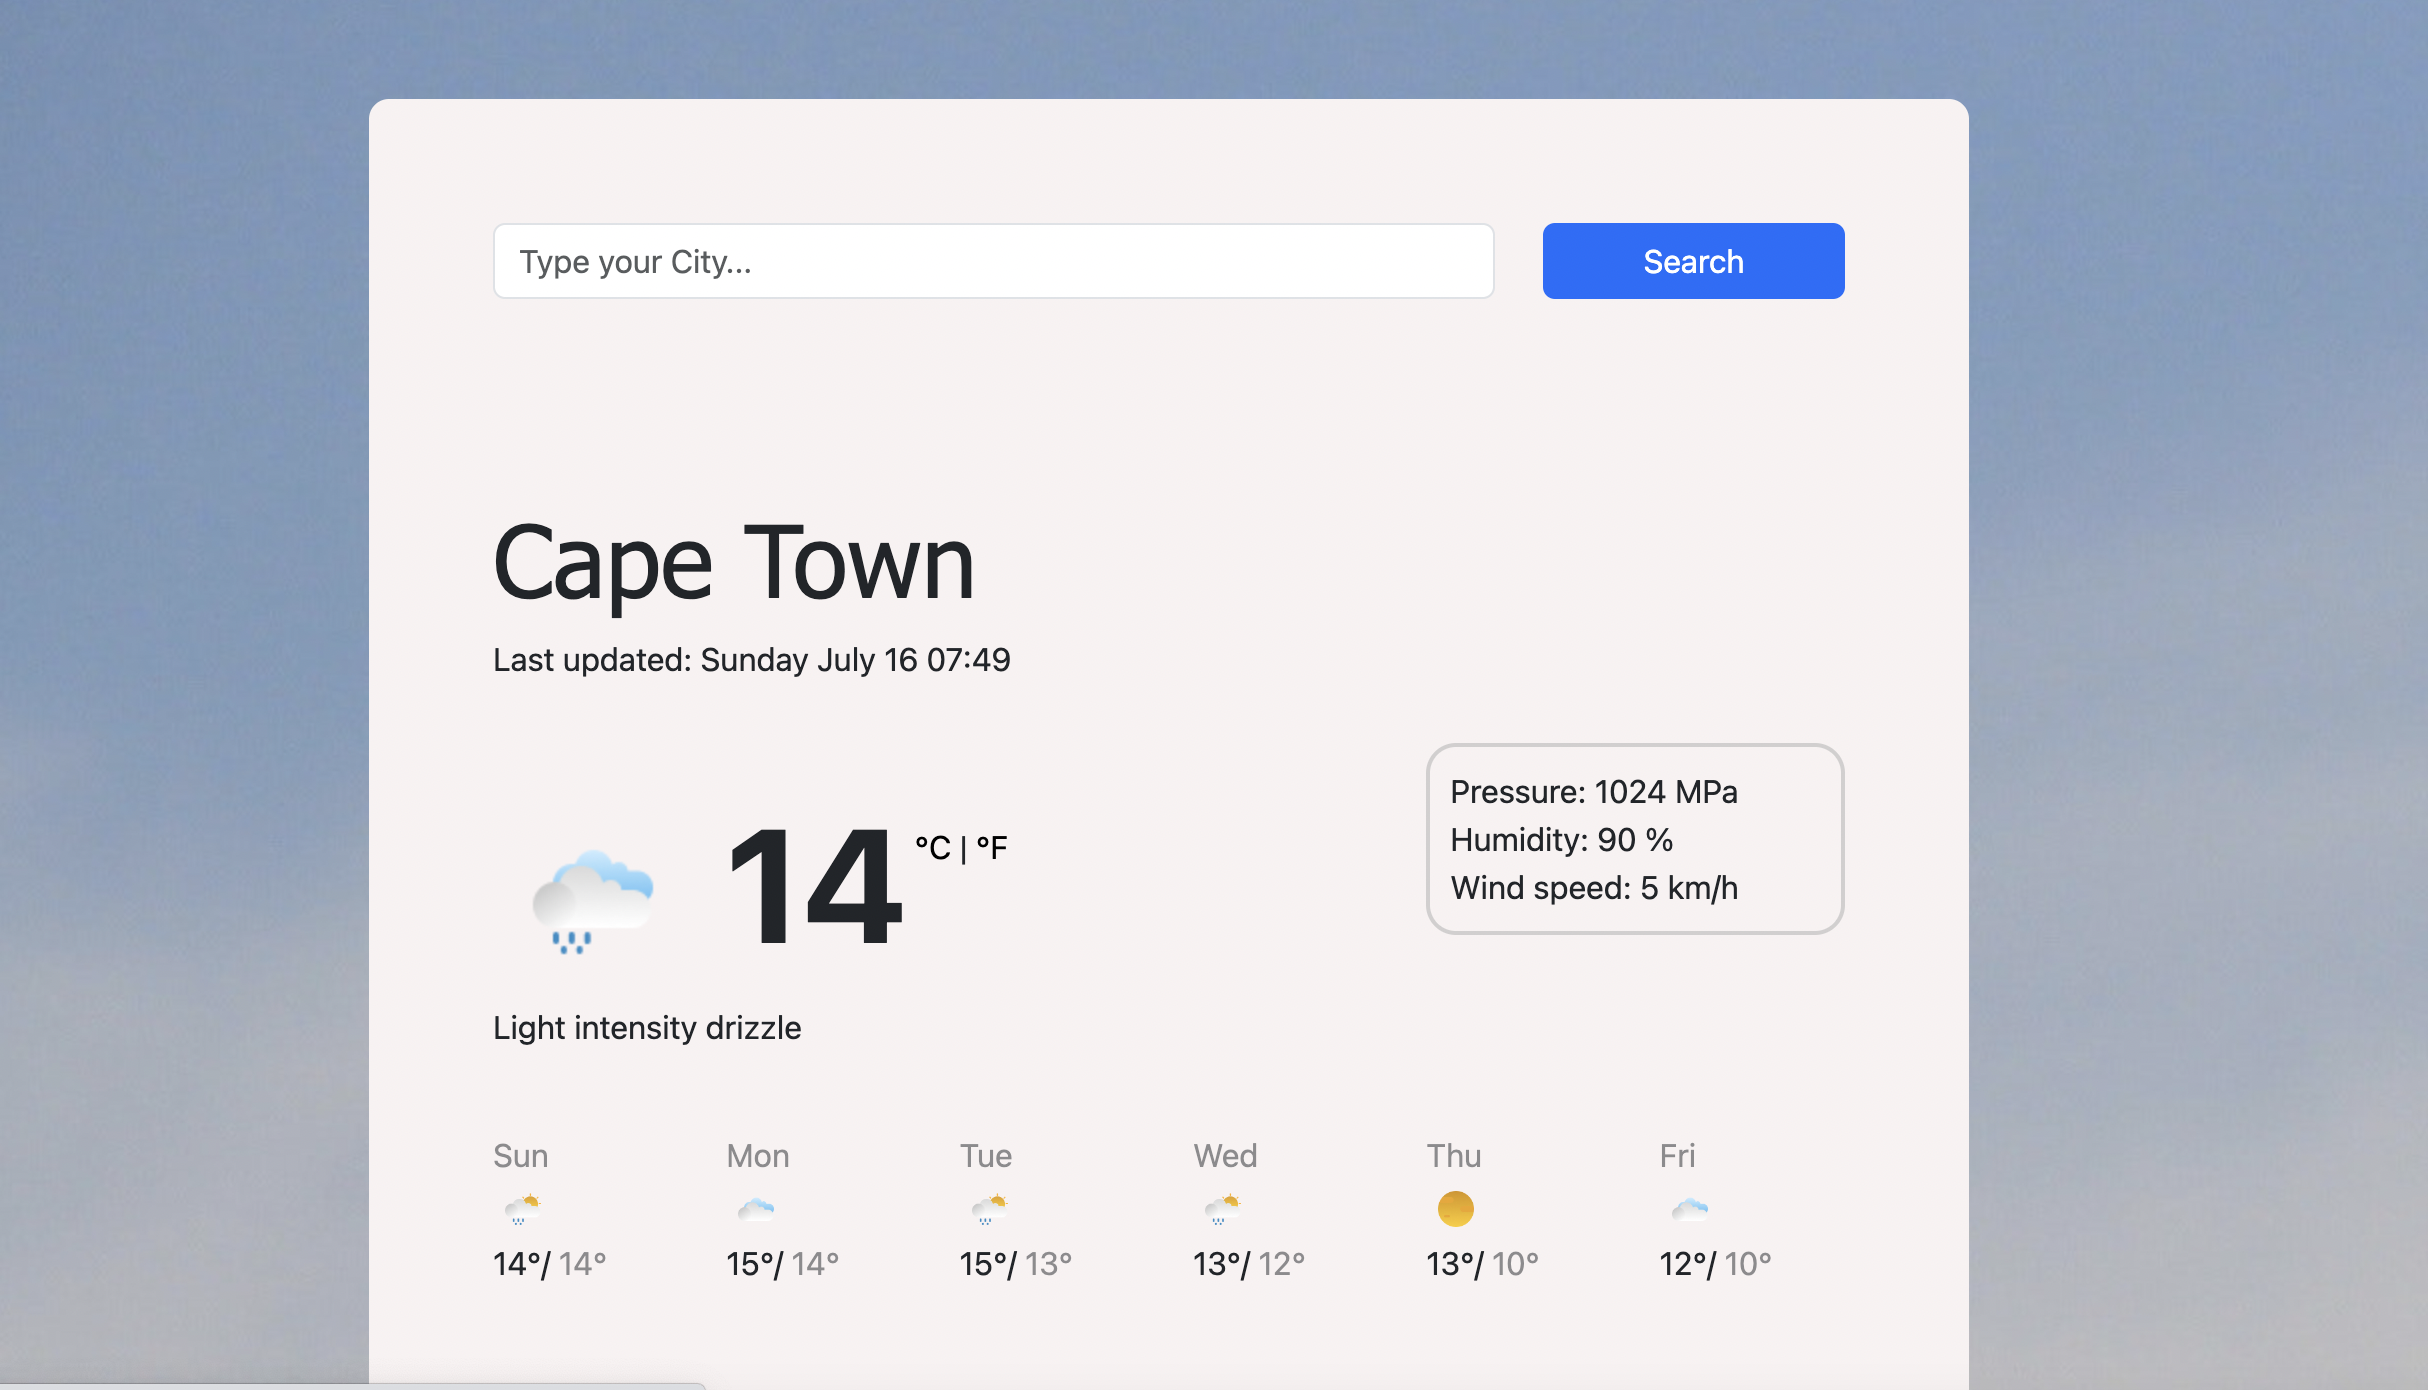 Type your City...
Search
Cape Town
Last updated: Sunday July 16 07:49
14 °C | °F
Pressure: 1024 MPa
Humidity: 90 %
Wind speed: 5 km/h
Light intensity drizzle
Sun Mon Tue Wed Thu Fri
14°/ 14° 15°/ 14° 15°/ 13° 13°/ 12° 13°/ 10° 12°/ 10°